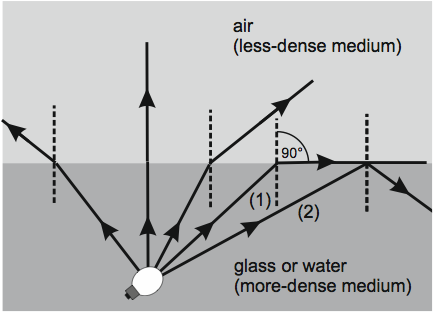 air
(less-dense medium)
90°
(1)
(2)
glass or water
(more-dense medium)